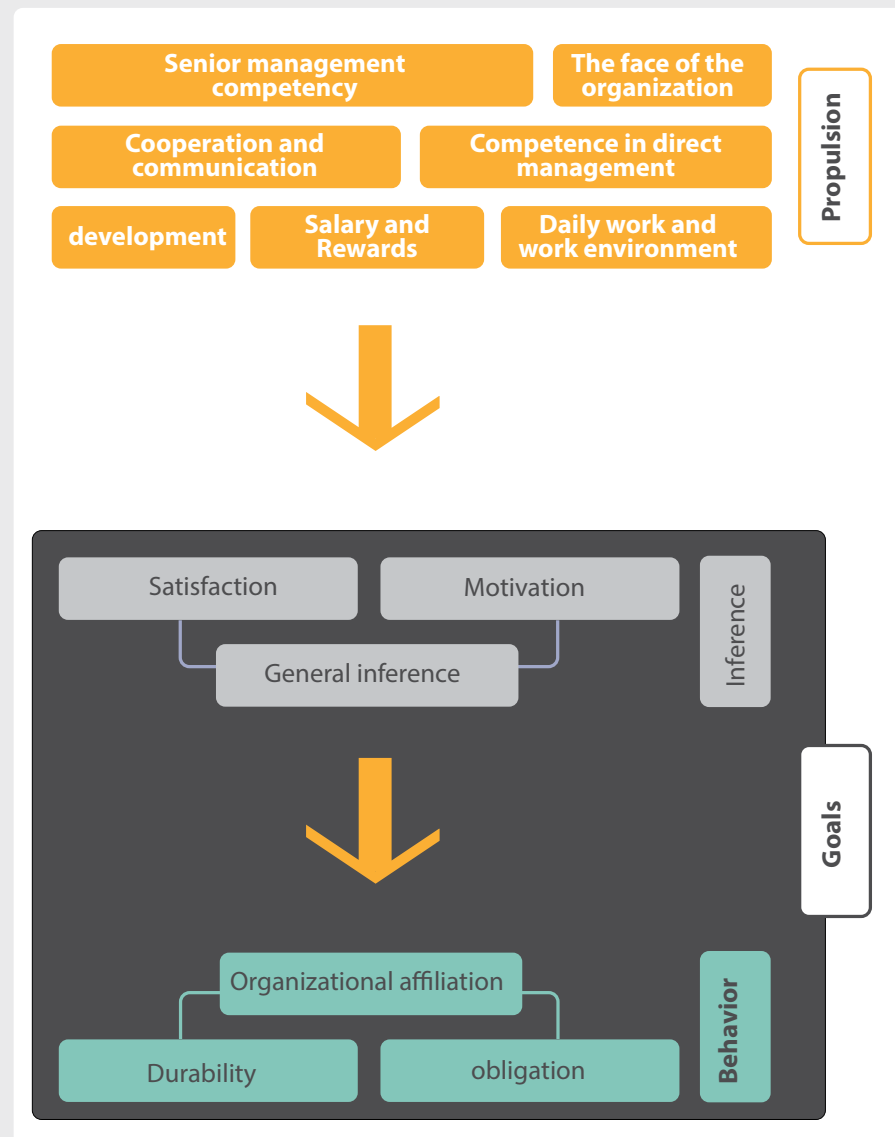 Senior management
competency
The face of the
organization
Propulsion
Cooperation and
communication
Competence in direct
management
development
Salary and
Rewards
Daily work and
work environment
Satisfaction
Motivation
Inference
General inference
Goals
Organizational affiliation
Behavior
Durability
obligation